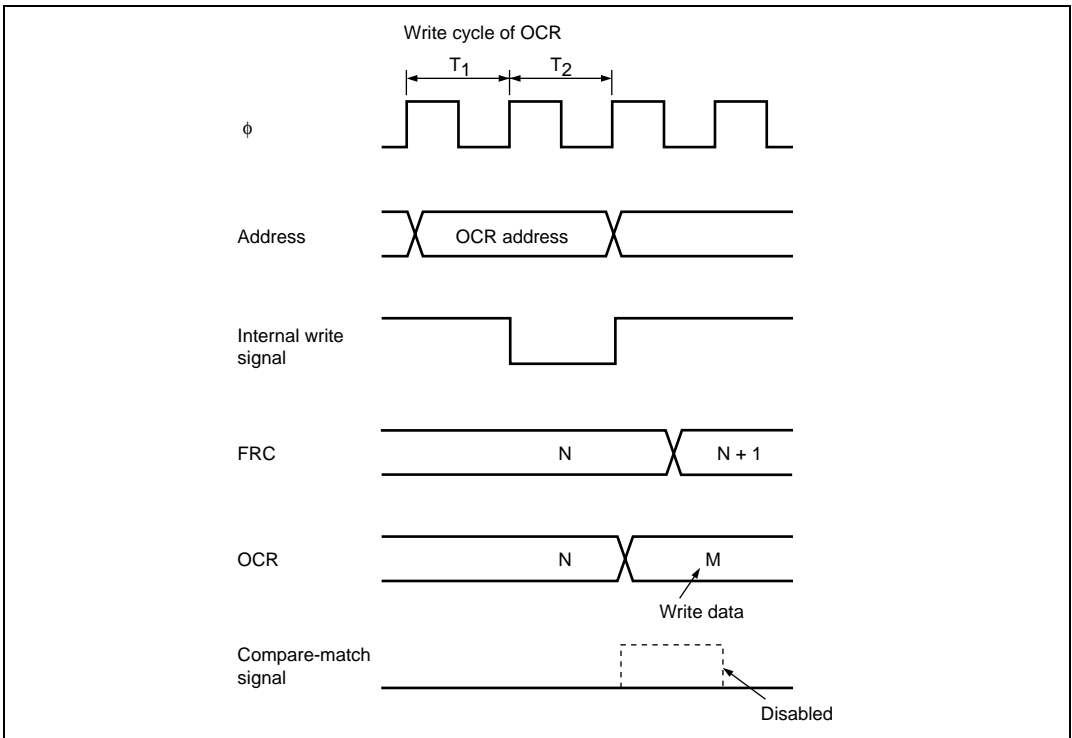 Write cycle of OCR
T1 T2
ϕ
Address OCR address
Internal write
signal
FRC N N + 1
OCR N M
Write data
Compare-match
signal
Disabled